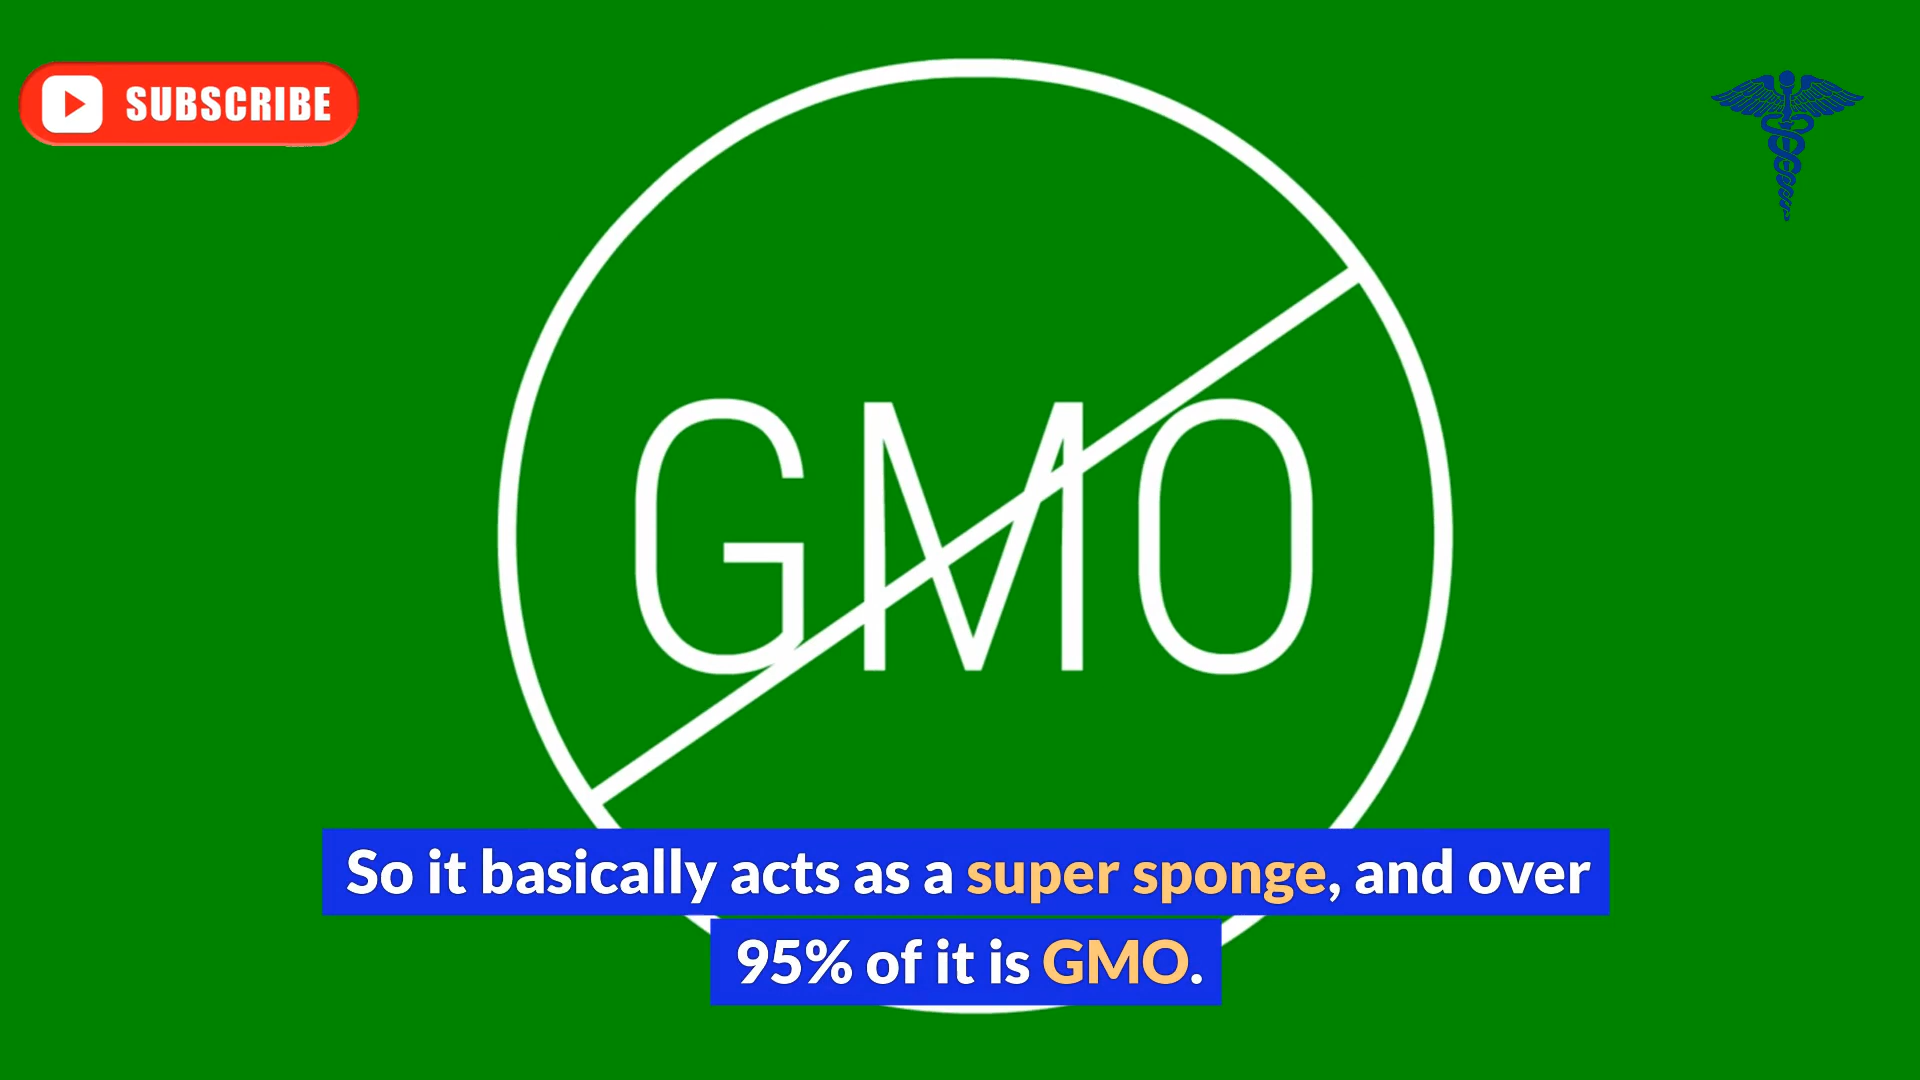 SUBSCRIBE
GMO
So it basically acts as a super sponge, and over
95% of it is GMO.